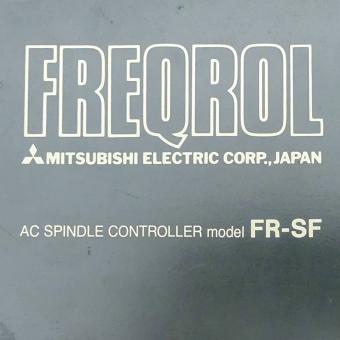 FREQROL
MITSUBISHI ELECTRIC CORP., JAPAN
AC SPINDLE CONTROLLER model FR-SF